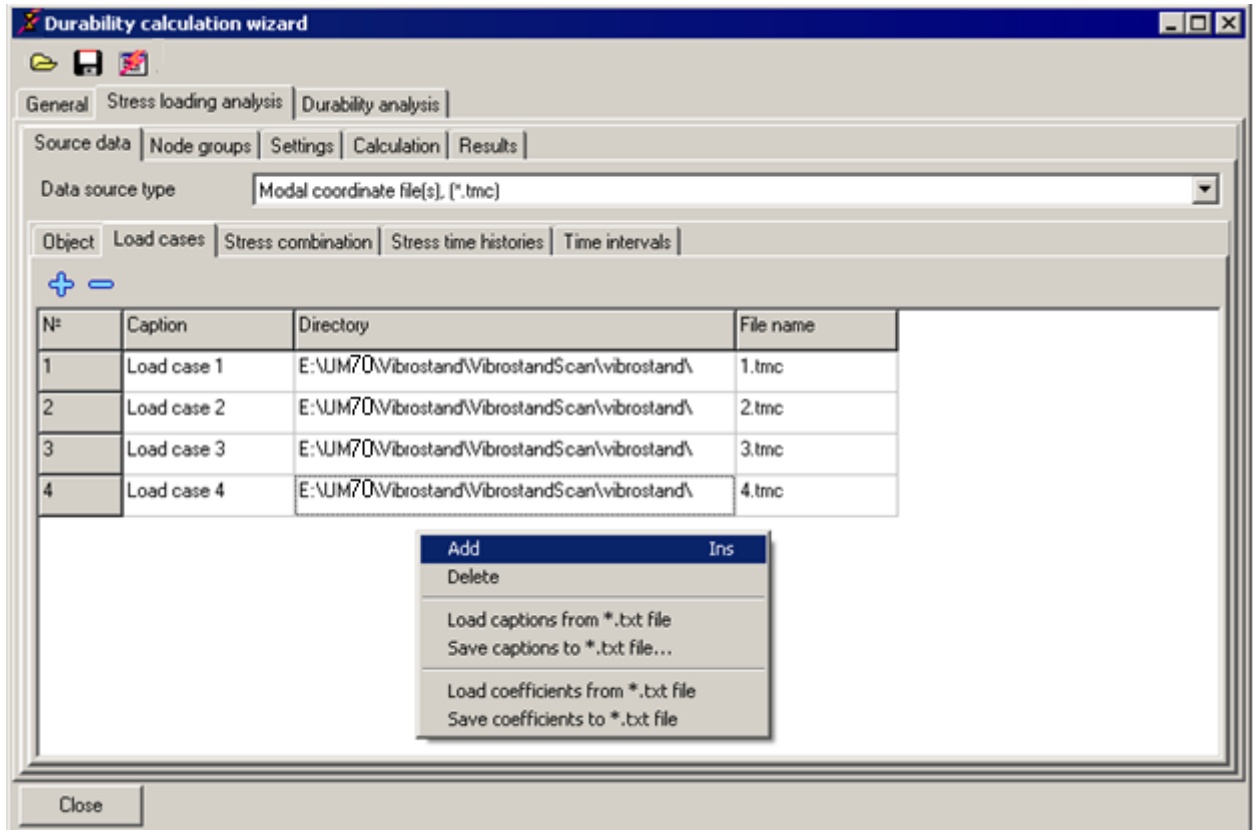 Durability calculation wizard
General Stress loading analysis Durability analysis
Source data Node groups Settings Calculation Results
Data source type Modal coordinate file(s), (*.tmc)
Object Load cases Stress combination Stress time histories Time intervals
№ Caption Directory File name
1 Load case 1 E:\UM70\Vibrostand\VibrostandScan\vibrostand\ 1.tmc
2 Load case 2 E:\UM70\Vibrostand\VibrostandScan\vibrostand\ 2.tmc
3 Load case 3 E:\UM70\Vibrostand\VibrostandScan\vibrostand\ 3.tmc
4 Load case 4 E:\UM70\Vibrostand\VibrostandScan\vibrostand\ 4.tmc
Add Ins
Delete
Load captions from *.txt file
Save captions to *.txt file...
Load coefficients from *.txt file
Save coefficients to *.txt file
Close